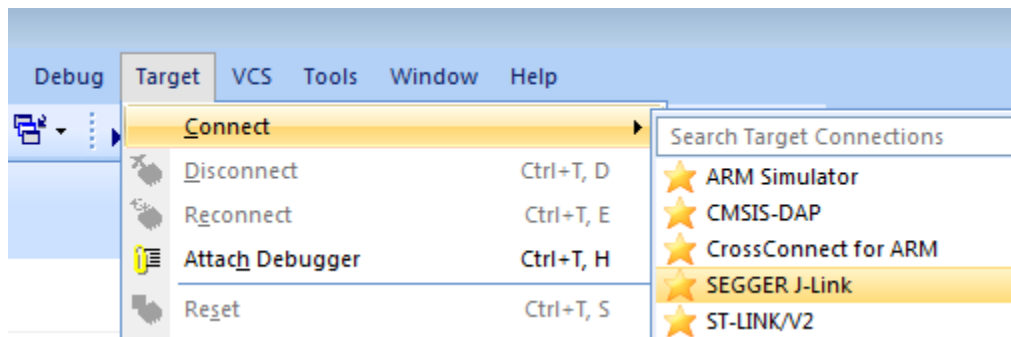 Debug Target VCS Tools Window Help
Connect
Search Target Connections
Disconnect Ctrl+T, D
ARM Simulator
Reconnect Ctrl+T, E
CMSIS-DAP
Attach Debugger Ctrl+T, H
CrossConnect for ARM
SEGGER J-Link
Reset Ctrl+T, S
ST-LINK/V2